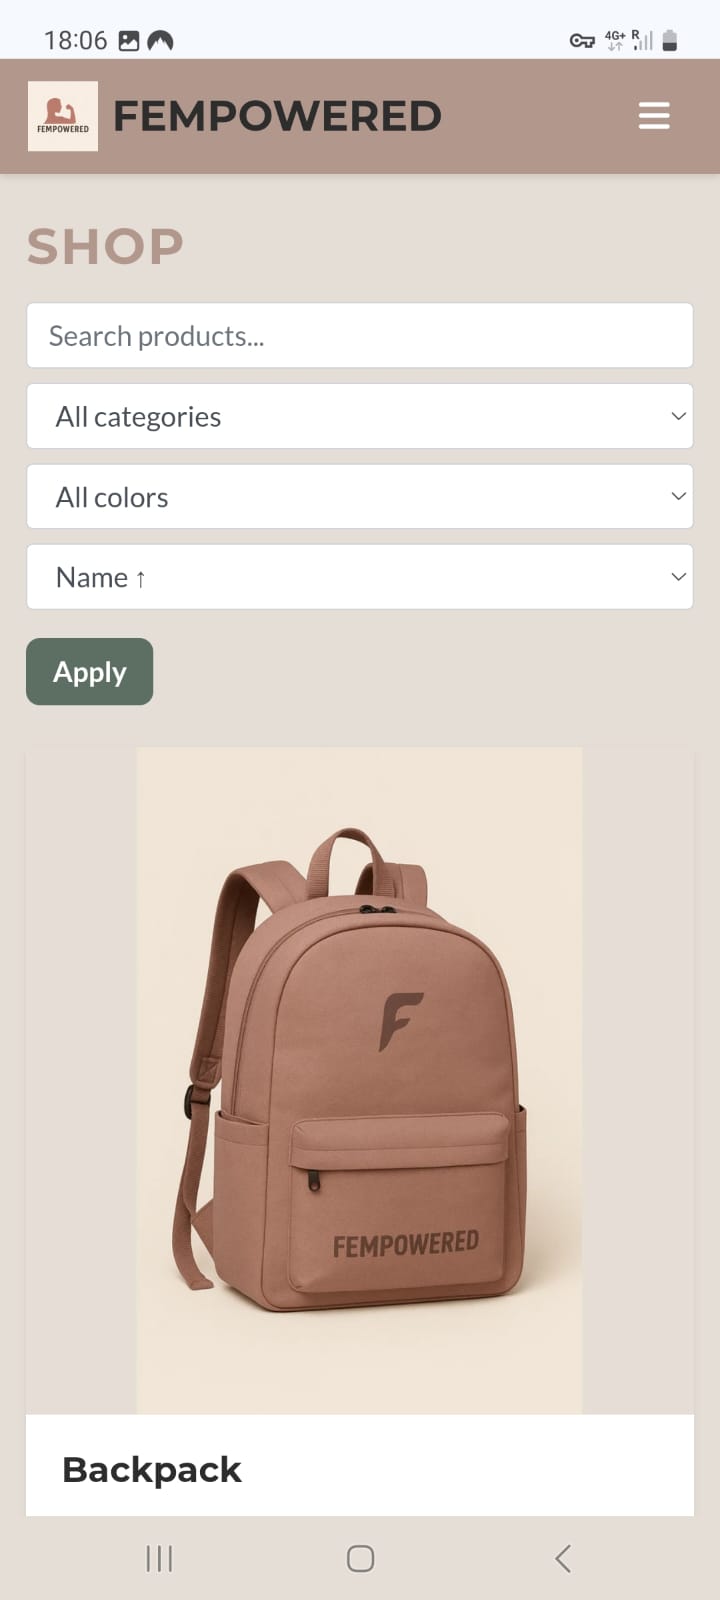 18:06
4G+ R
FEMPOWERED
FEMPOWERED
SHOP
Search products...
All categories
All colors
Name ↑
Apply
F
FEMPOWERED
Backpack